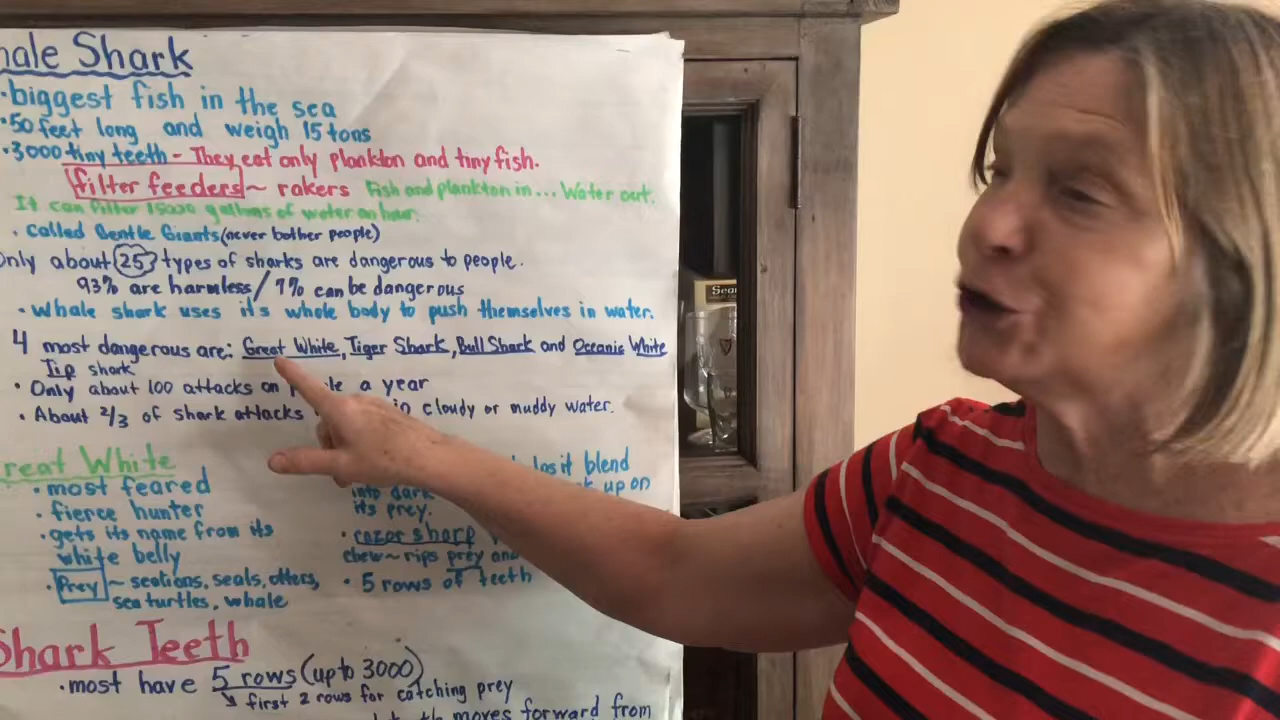 hale Shark
•biggest fish in the sea
•50 feet long and weigh 15 tons
•3000 tiny teeth - They eat only plankton and tiny fish.
filter feeders ~ rakers Fish and plankton in... Water out.
It can filter 15000 gallons of water an hour.
• Called Gentle Giants (never bother people)
Only about 25 types of sharks are dangerous to people.
93% are harmless / 7% can be dangerous
• Whale shark uses it's whole body to push themselves in water.
4 most dangerous are: Great White, Tiger Shark, Bull Shark and Oceanic White
Tip shark
• Only about 100 attacks on le a year
• About 2/3 of shark attacks in cloudy or muddy water.
reat White
• most feared
• fierce hunter
• gets its name from its
white belly
• Prey ~ sealions, seals, otters,
sea turtles, whale
it blend
into dark k up on
its prey.
• razor sharp
chew ~ rips prey and
• 5 rows of teeth
Shark Teeth
•most have 5 rows (up to 3000)
first 2 rows for catching prey
moves forward from
Sea